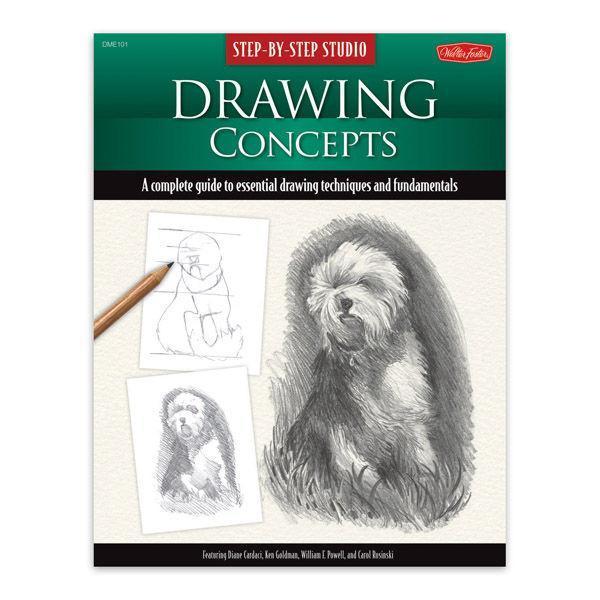 DME101
STEP-BY-STEP STUDIO
Walter Foster
DRAWING
CONCEPTS
A complete guide to essential drawing techniques and fundamentals
Featuring Diane Cardaci, Ken Goldman, William F. Powell, and Carol Rosinski